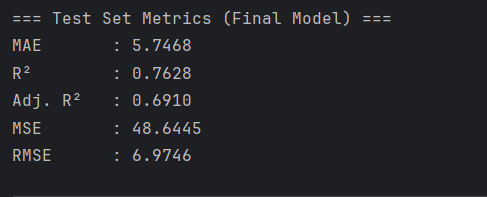 === Test Set Metrics (Final Model) ===
MAE       : 5.7468
R²        : 0.7628
Adj. R²   : 0.6910
MSE       : 48.6445
RMSE      : 6.9746